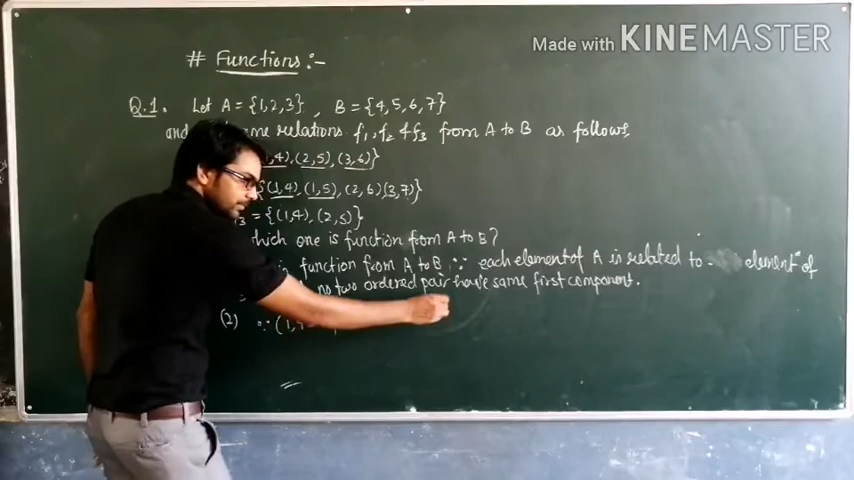 Made with KINEMASTER
# Functions :-
Q.1. Let A = {1,2,3} , B = {4,5,6,7}
and some relations f₁, f₂ & f₃ from A to B as follows,
,4), (2,5), (3,6)}
(1,4), (1,5), (2,6) (3,7)}
3 = {(1,4), (2,5)}
which one is function from A to B?
function from A to B ∵ each element of A is related to element of
no two ordered pair have same first component.
(2) ∵ (1,4